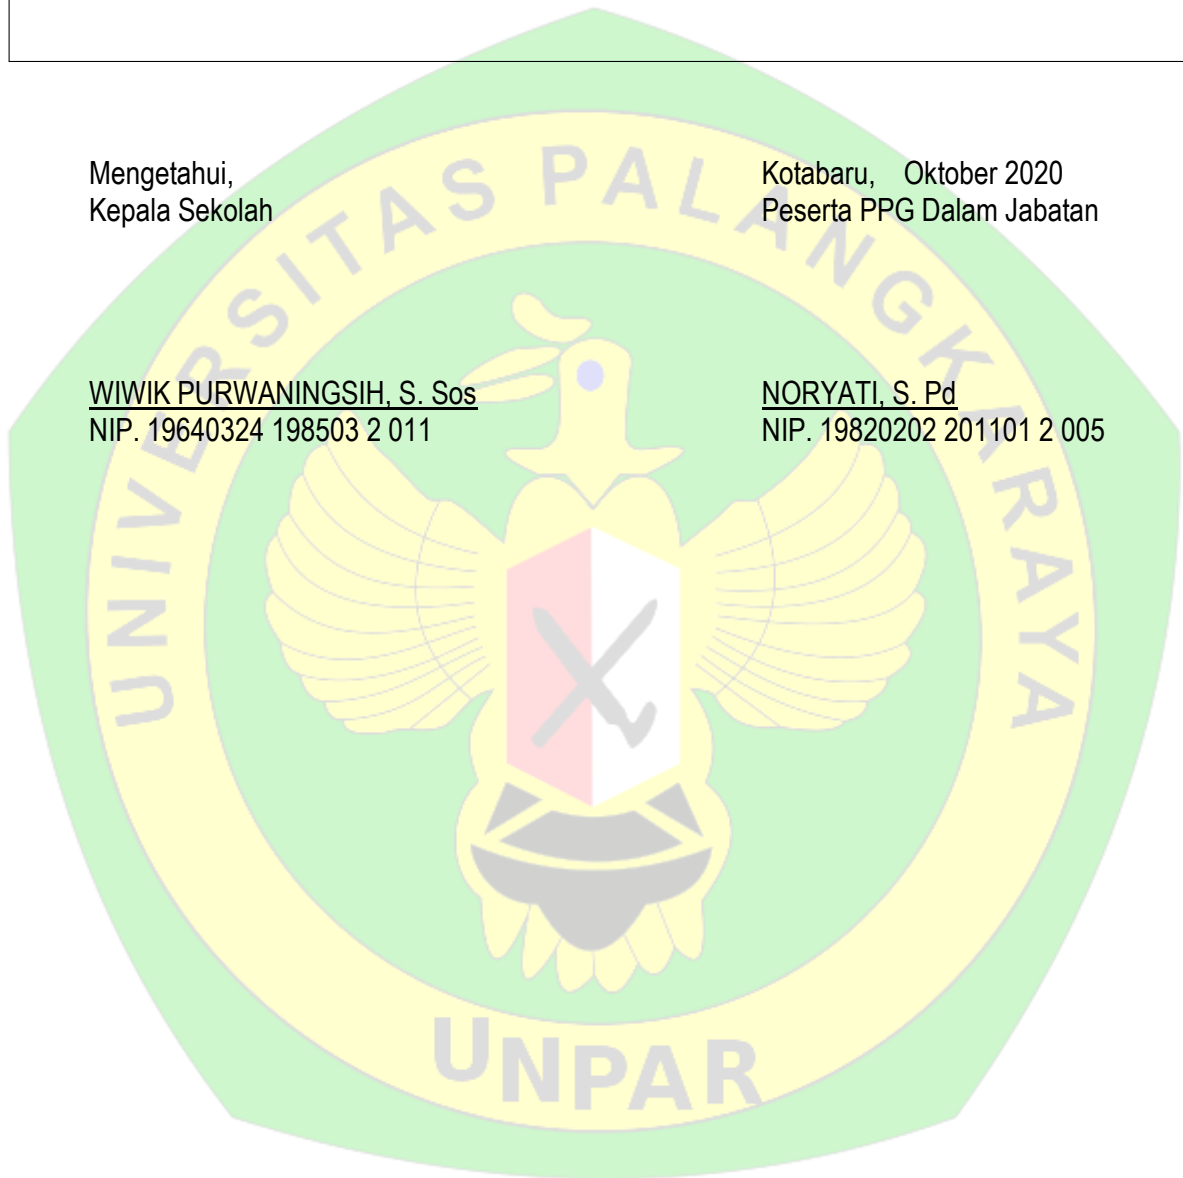 Mengetahui,
Kepala Sekolah
Kotabaru, Oktober 2020
Peserta PPG Dalam Jabatan
WIWIK PURWANINGSIH, S. Sos
NIP. 19640324 198503 2 011
NORYATI, S. Pd
NIP. 19820202 201101 2 005
UNIVERSITAS PALANGKARAYA
UNPAR